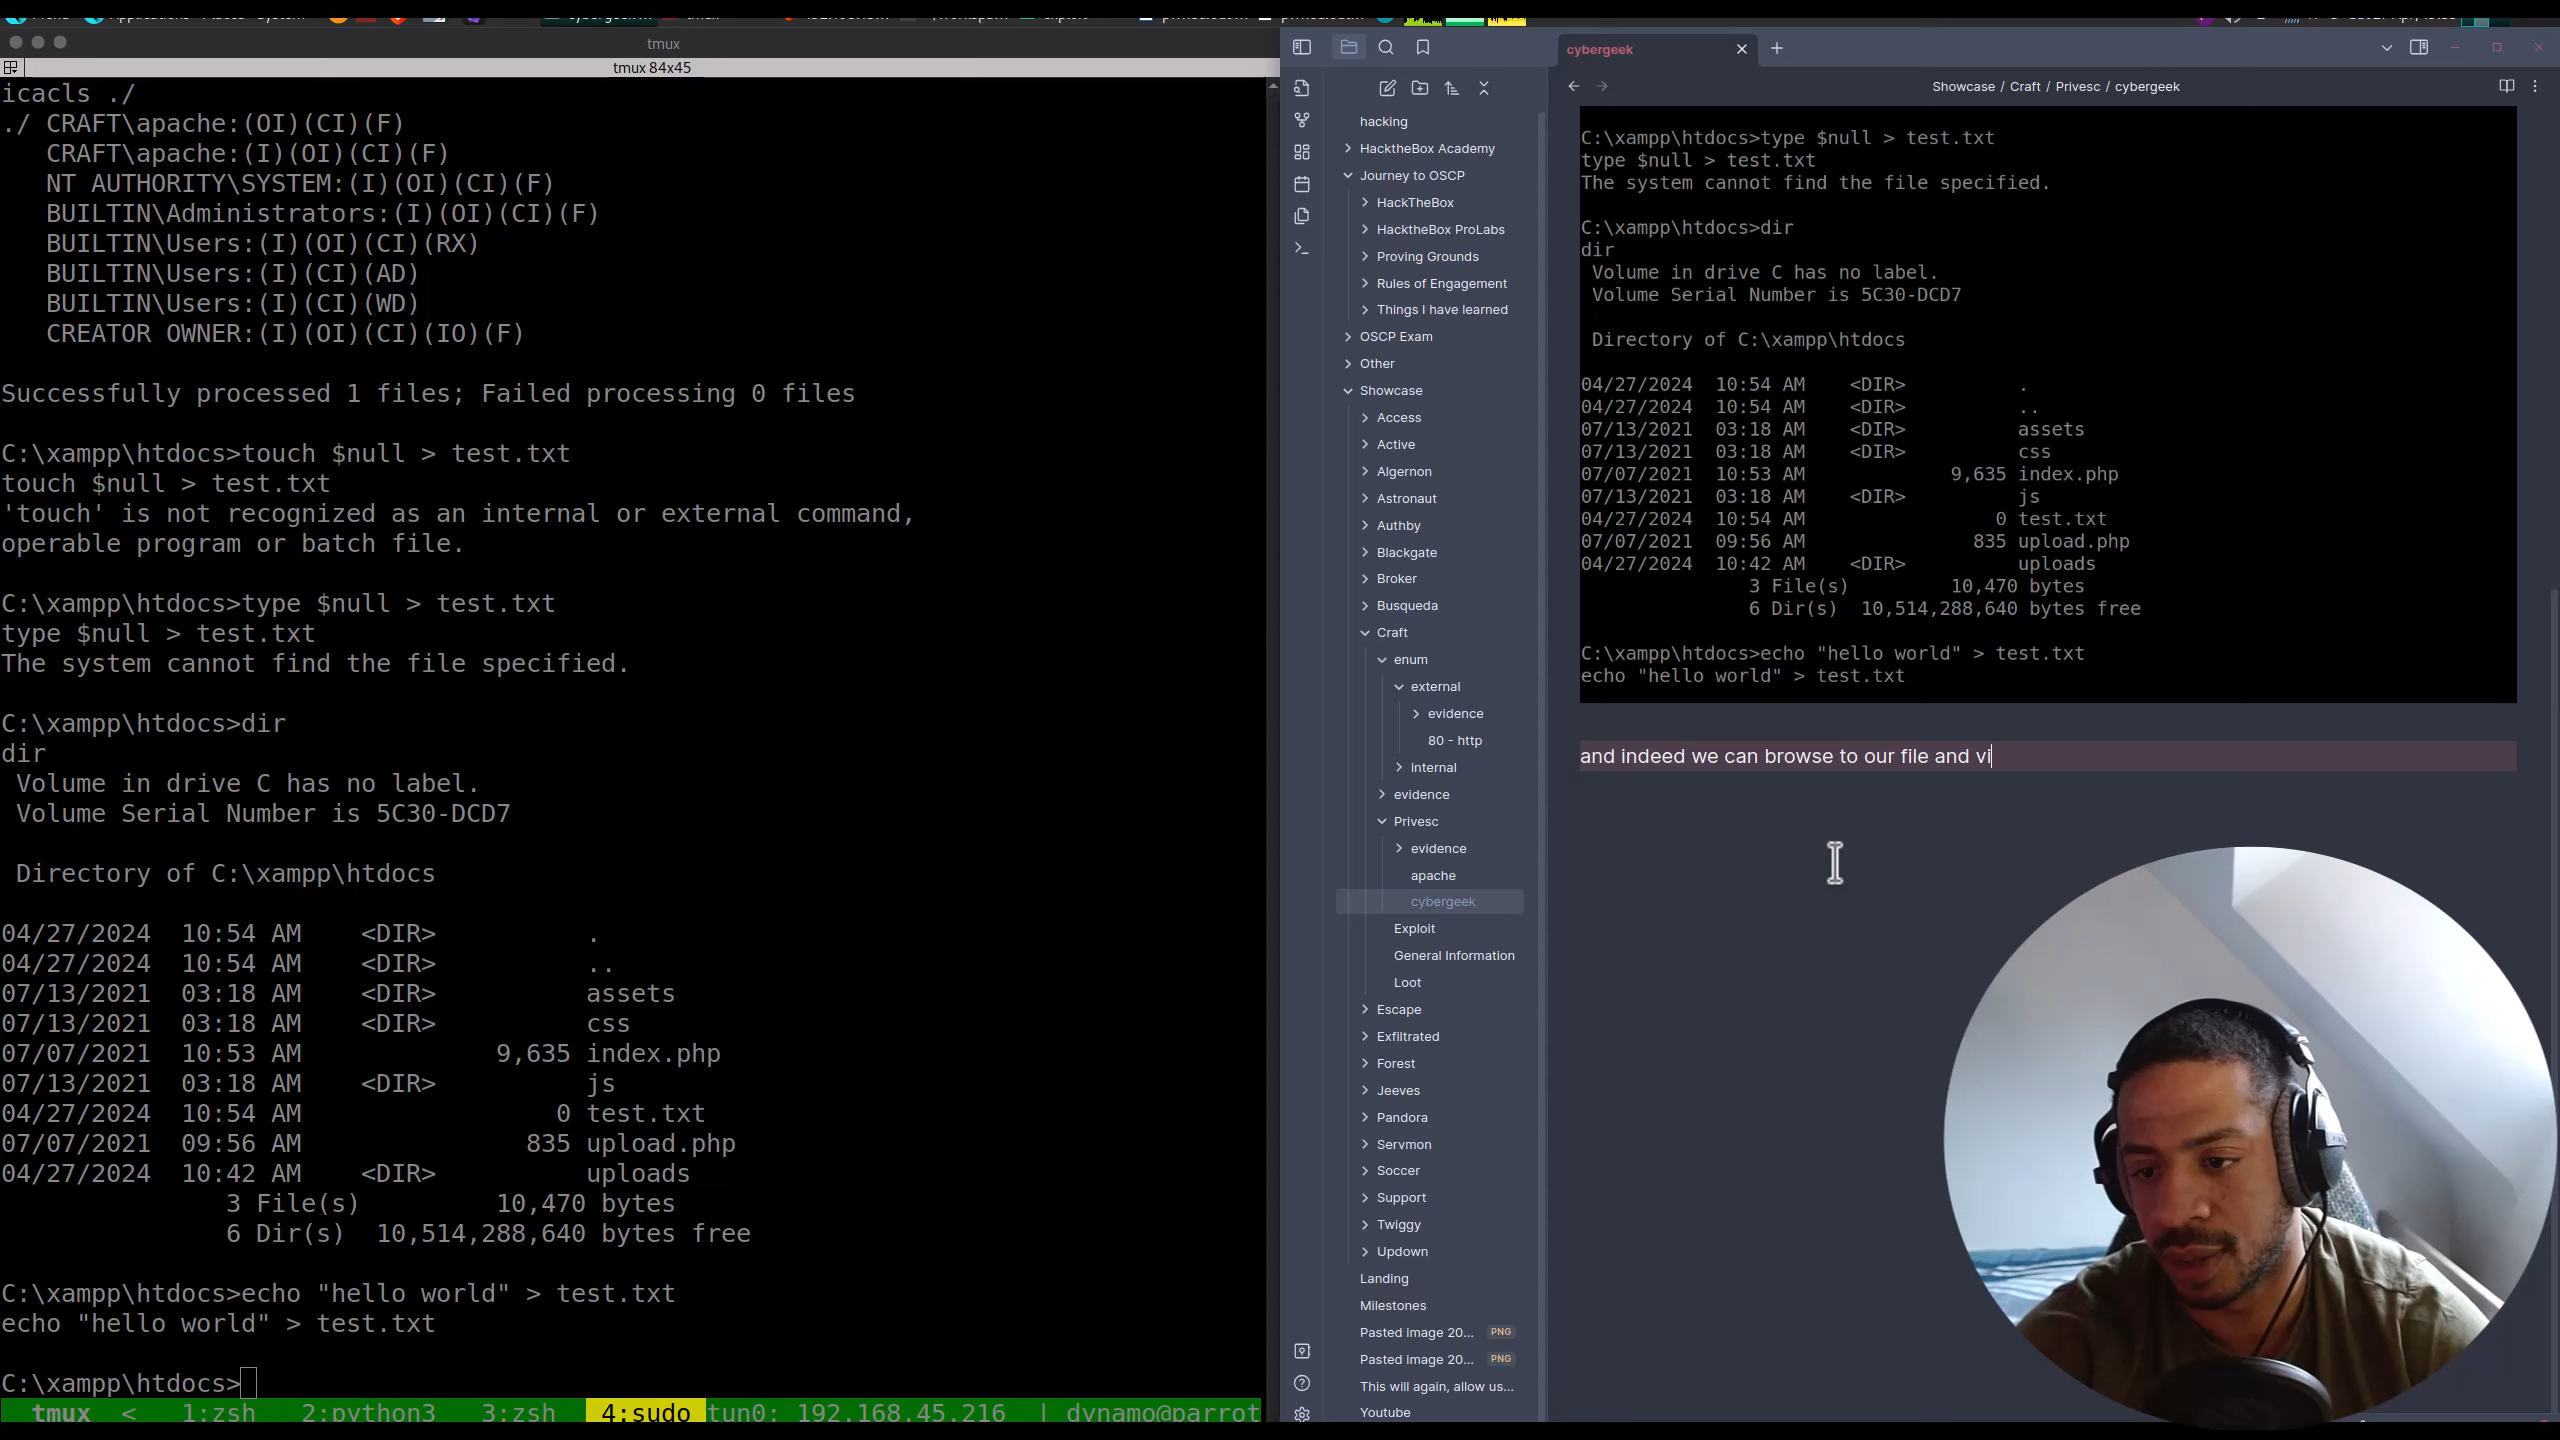 tmux
tmux 84x45
icacls ./
./ CRAFT\apache:(OI)(CI)(F)
CRAFT\apache:(I)(OI)(CI)(F)
NT AUTHORITY\SYSTEM:(I)(OI)(CI)(F)
BUILTIN\Administrators:(I)(OI)(CI)(F)
BUILTIN\Users:(I)(OI)(CI)(RX)
BUILTIN\Users:(I)(CI)(AD)
BUILTIN\Users:(I)(CI)(WD)
CREATOR OWNER:(I)(OI)(CI)(IO)(F)
Successfully processed 1 files; Failed processing 0 files
C:\xampp\htdocs>touch $null > test.txt
touch $null > test.txt
'touch' is not recognized as an internal or external command,
operable program or batch file.
C:\xampp\htdocs>type $null > test.txt
type $null > test.txt
The system cannot find the file specified.
C:\xampp\htdocs>dir
dir
Volume in drive C has no label.
Volume Serial Number is 5C30-DCD7
Directory of C:\xampp\htdocs
04/27/2024 10:54 AM <DIR> .
04/27/2024 10:54 AM <DIR> ..
07/13/2021 03:18 AM <DIR> assets
07/13/2021 03:18 AM <DIR> css
07/07/2021 10:53 AM 9,635 index.php
07/13/2021 03:18 AM <DIR> js
04/27/2024 10:54 AM 0 test.txt
07/07/2021 09:56 AM 835 upload.php
04/27/2024 10:42 AM <DIR> uploads
3 File(s) 10,470 bytes
6 Dir(s) 10,514,288,640 bytes free
C:\xampp\htdocs>echo "hello world" > test.txt
echo "hello world" > test.txt
C:\xampp\htdocs>
tmux < 1:zsh 2:python3 3:zsh 4:sudo tun0: 192.168.45.216 | dynamo@parrot
hacking
HacktheBox Academy
Journey to OSCP
HackTheBox
HacktheBox ProLabs
Proving Grounds
Rules of Engagement
Things I have learned
OSCP Exam
Other
Showcase
Access
Active
Algernon
Astronaut
Authby
Blackgate
Broker
Busqueda
Craft
enum
external
evidence
80 - http
internal
evidence
Privesc
evidence
apache
cybergeek
Exploit
General Information
Loot
Escape
Exfiltrated
Forest
Jeeves
Pandora
Servmon
Soccer
Support
Twiggy
Updown
Landing
Milestones
Pasted image 20... PNG
Pasted image 20... PNG
This will again, allow us...
Youtube
cybergeek
Showcase / Craft / Privesc / cybergeek
C:\xampp\htdocs>type $null > test.txt
type $null > test.txt
The system cannot find the file specified.
C:\xampp\htdocs>dir
dir
Volume in drive C has no label.
Volume Serial Number is 5C30-DCD7
Directory of C:\xampp\htdocs
04/27/2024 10:54 AM <DIR> .
04/27/2024 10:54 AM <DIR> ..
07/13/2021 03:18 AM <DIR> assets
07/13/2021 03:18 AM <DIR> css
07/07/2021 10:53 AM 9,635 index.php
07/13/2021 03:18 AM <DIR> js
04/27/2024 10:54 AM 0 test.txt
07/07/2021 09:56 AM 835 upload.php
04/27/2024 10:42 AM <DIR> uploads
3 File(s) 10,470 bytes
6 Dir(s) 10,514,288,640 bytes free
C:\xampp\htdocs>echo "hello world" > test.txt
echo "hello world" > test.txt
and indeed we can browse to our file and vi